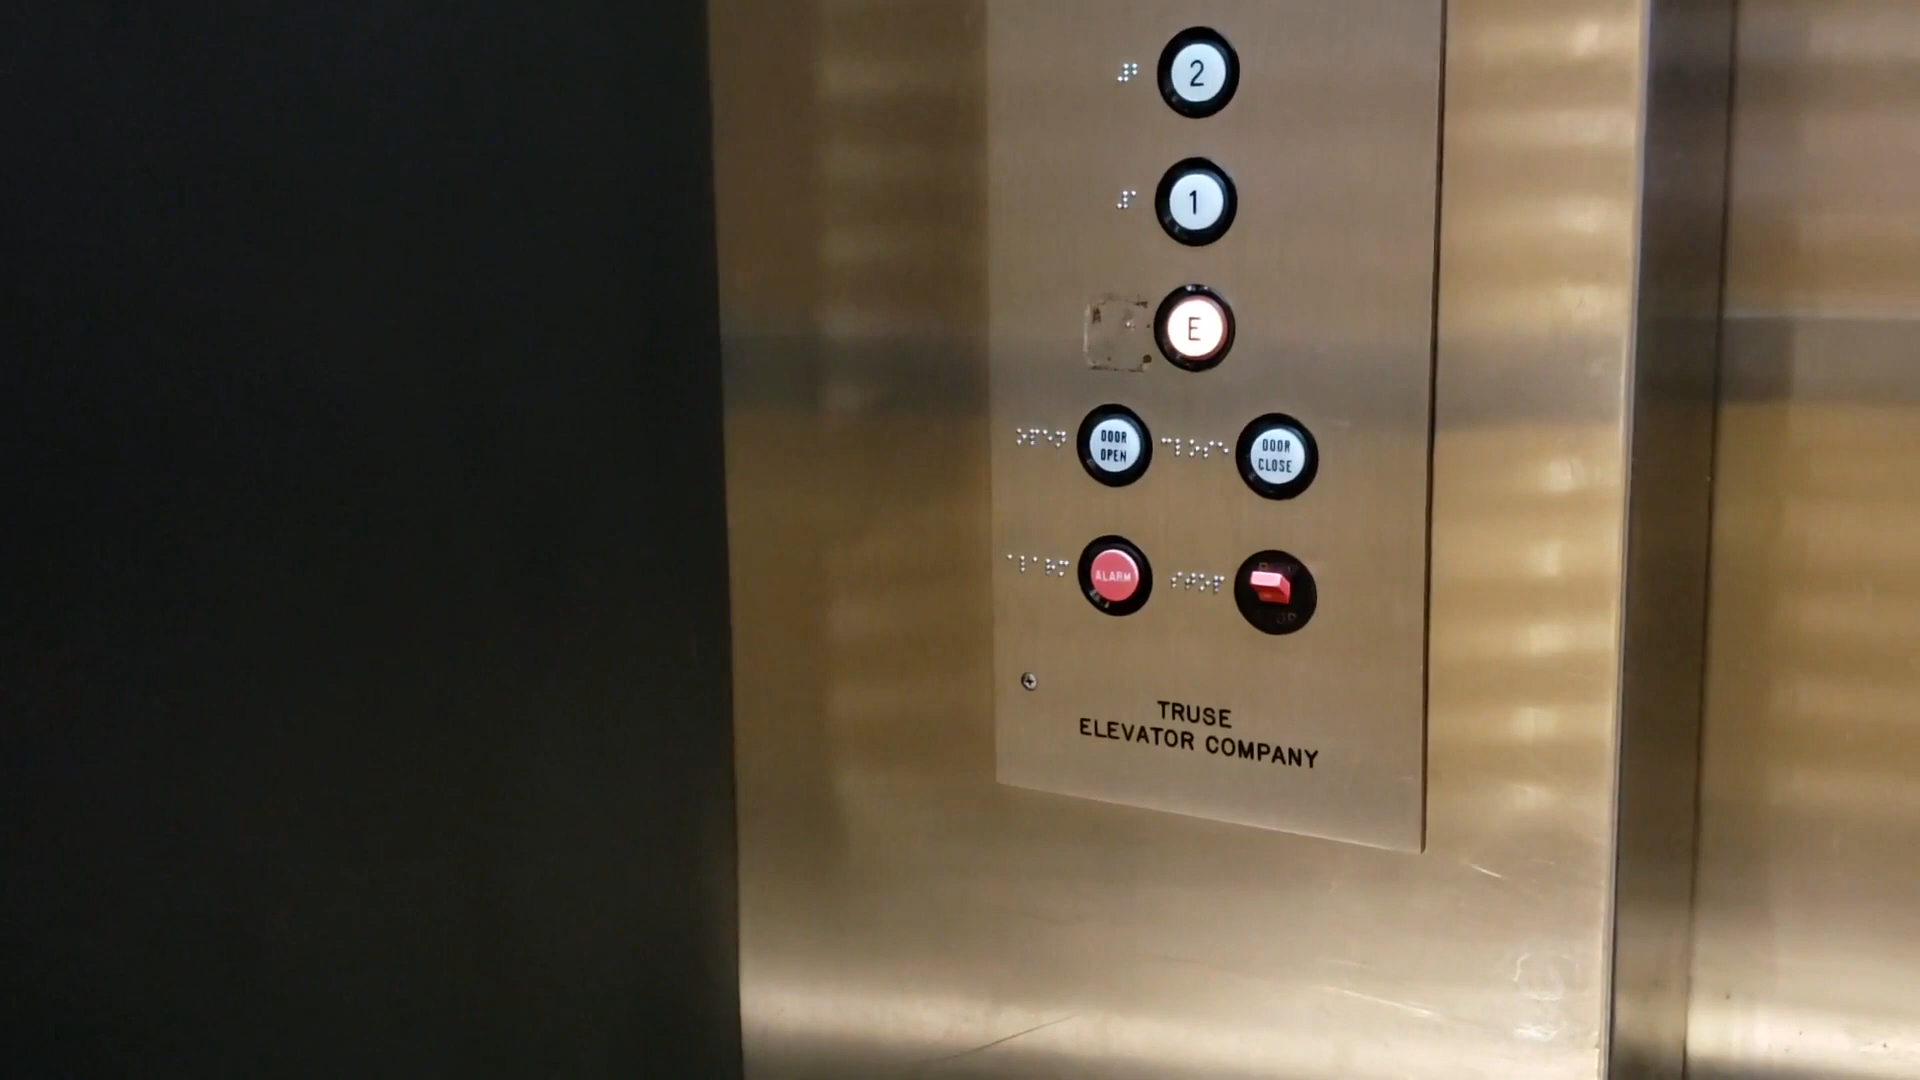 2
1
E
DOOR
OPEN
DOOR
CLOSE
ALARM
TRUSE
ELEVATOR COMPANY